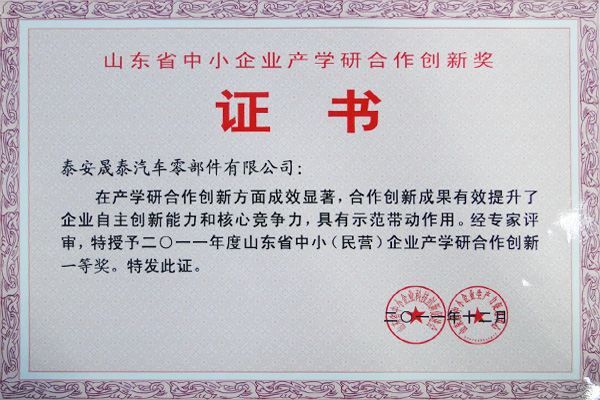 山东省中小企业产学研合作创新奖
证书
泰安晟泰汽车零部件有限公司：
在产学研合作创新方面成效显著，合作创新成果有效提升了
企业自主创新能力和核心竞争力，具有示范带动作用。经专家评
审，特授予二〇一一年度山东省中小（民营）企业产学研合作创新
一等奖。特发此证。
二〇一一年十二月